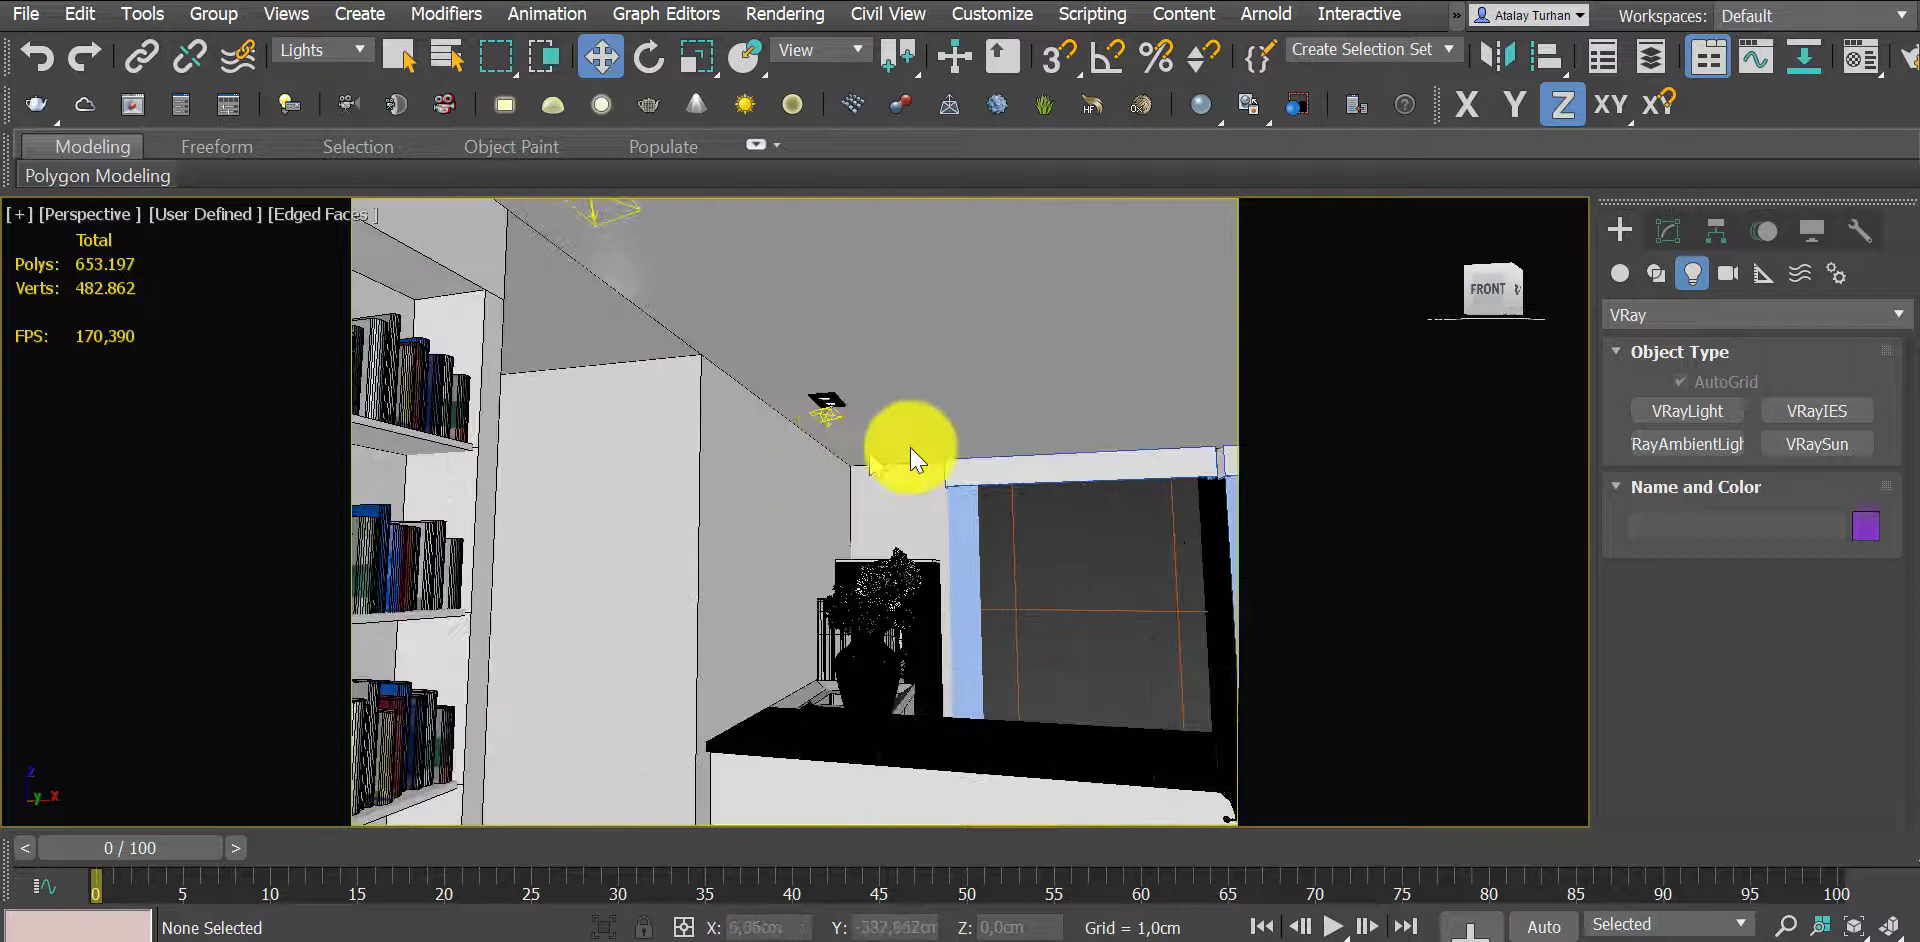 File Edit Tools Group Views Create Modifiers Animation Graph Editors Rendering Civil View Customize Scripting Content Arnold Interactive » Atalay Turhan Workspaces: Default
Lights View 3 Create Selection Set
X Y Z XY XY
Modeling Freeform Selection Object Paint Populate
Polygon Modeling
[+] [Perspective ] [User Defined ] [Edged Faces ]
Total
Polys: 653.197
Verts: 482.862
FPS: 170,390
FRONT
VRay
Object Type
AutoGrid
VRayLight VRayIES
RayAmbientLigh VRaySun
Name and Color
z
y x
< 0 / 100 >
0 5 10 15 20 25 30 35 40 45 50 55 60 65 70 75 80 85 90 95 100
None Selected X: Y: Z: 0,0cm Grid = 1,0cm Auto Selected